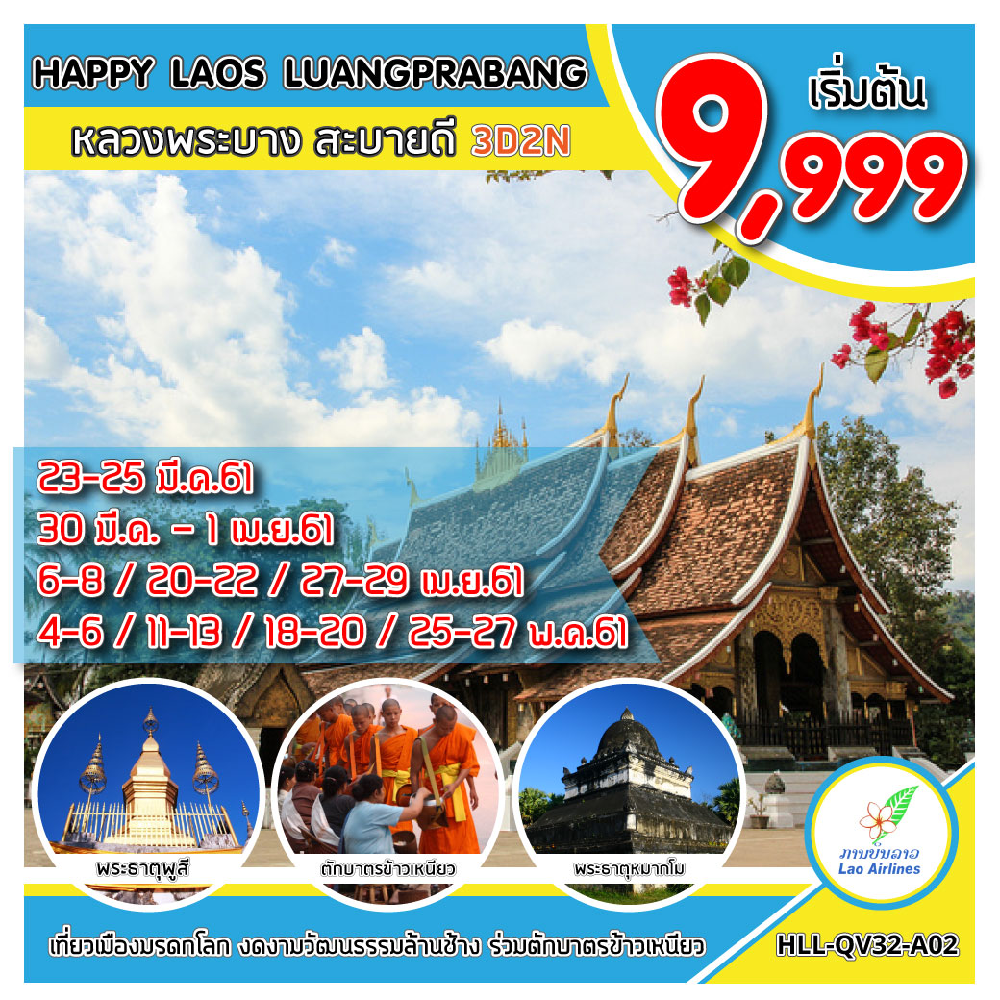 HAPPY LAOS LUANGPRABANG
หลวงพระบาง สะบายดี 3D2N
เริ่มต้น
9,999
23-25 มี.ค.61
30 มี.ค. - 1 เม.ย.61
6-8 / 20-22 / 27-29 เม.ย.61
4-6 / 11-13 / 18-20 / 25-27 พ.ค.61
พระธาตุพูสี
ตักบาตรข้าวเหนียว
พระธาตุหมากโม
ການບິນລາວ
Lao Airlines
เที่ยวเมืองมรดกโลก งดงามวัฒนธรรมล้านช้าง ร่วมตักบาตรข้าวเหนียว
HLL-QV32-A02